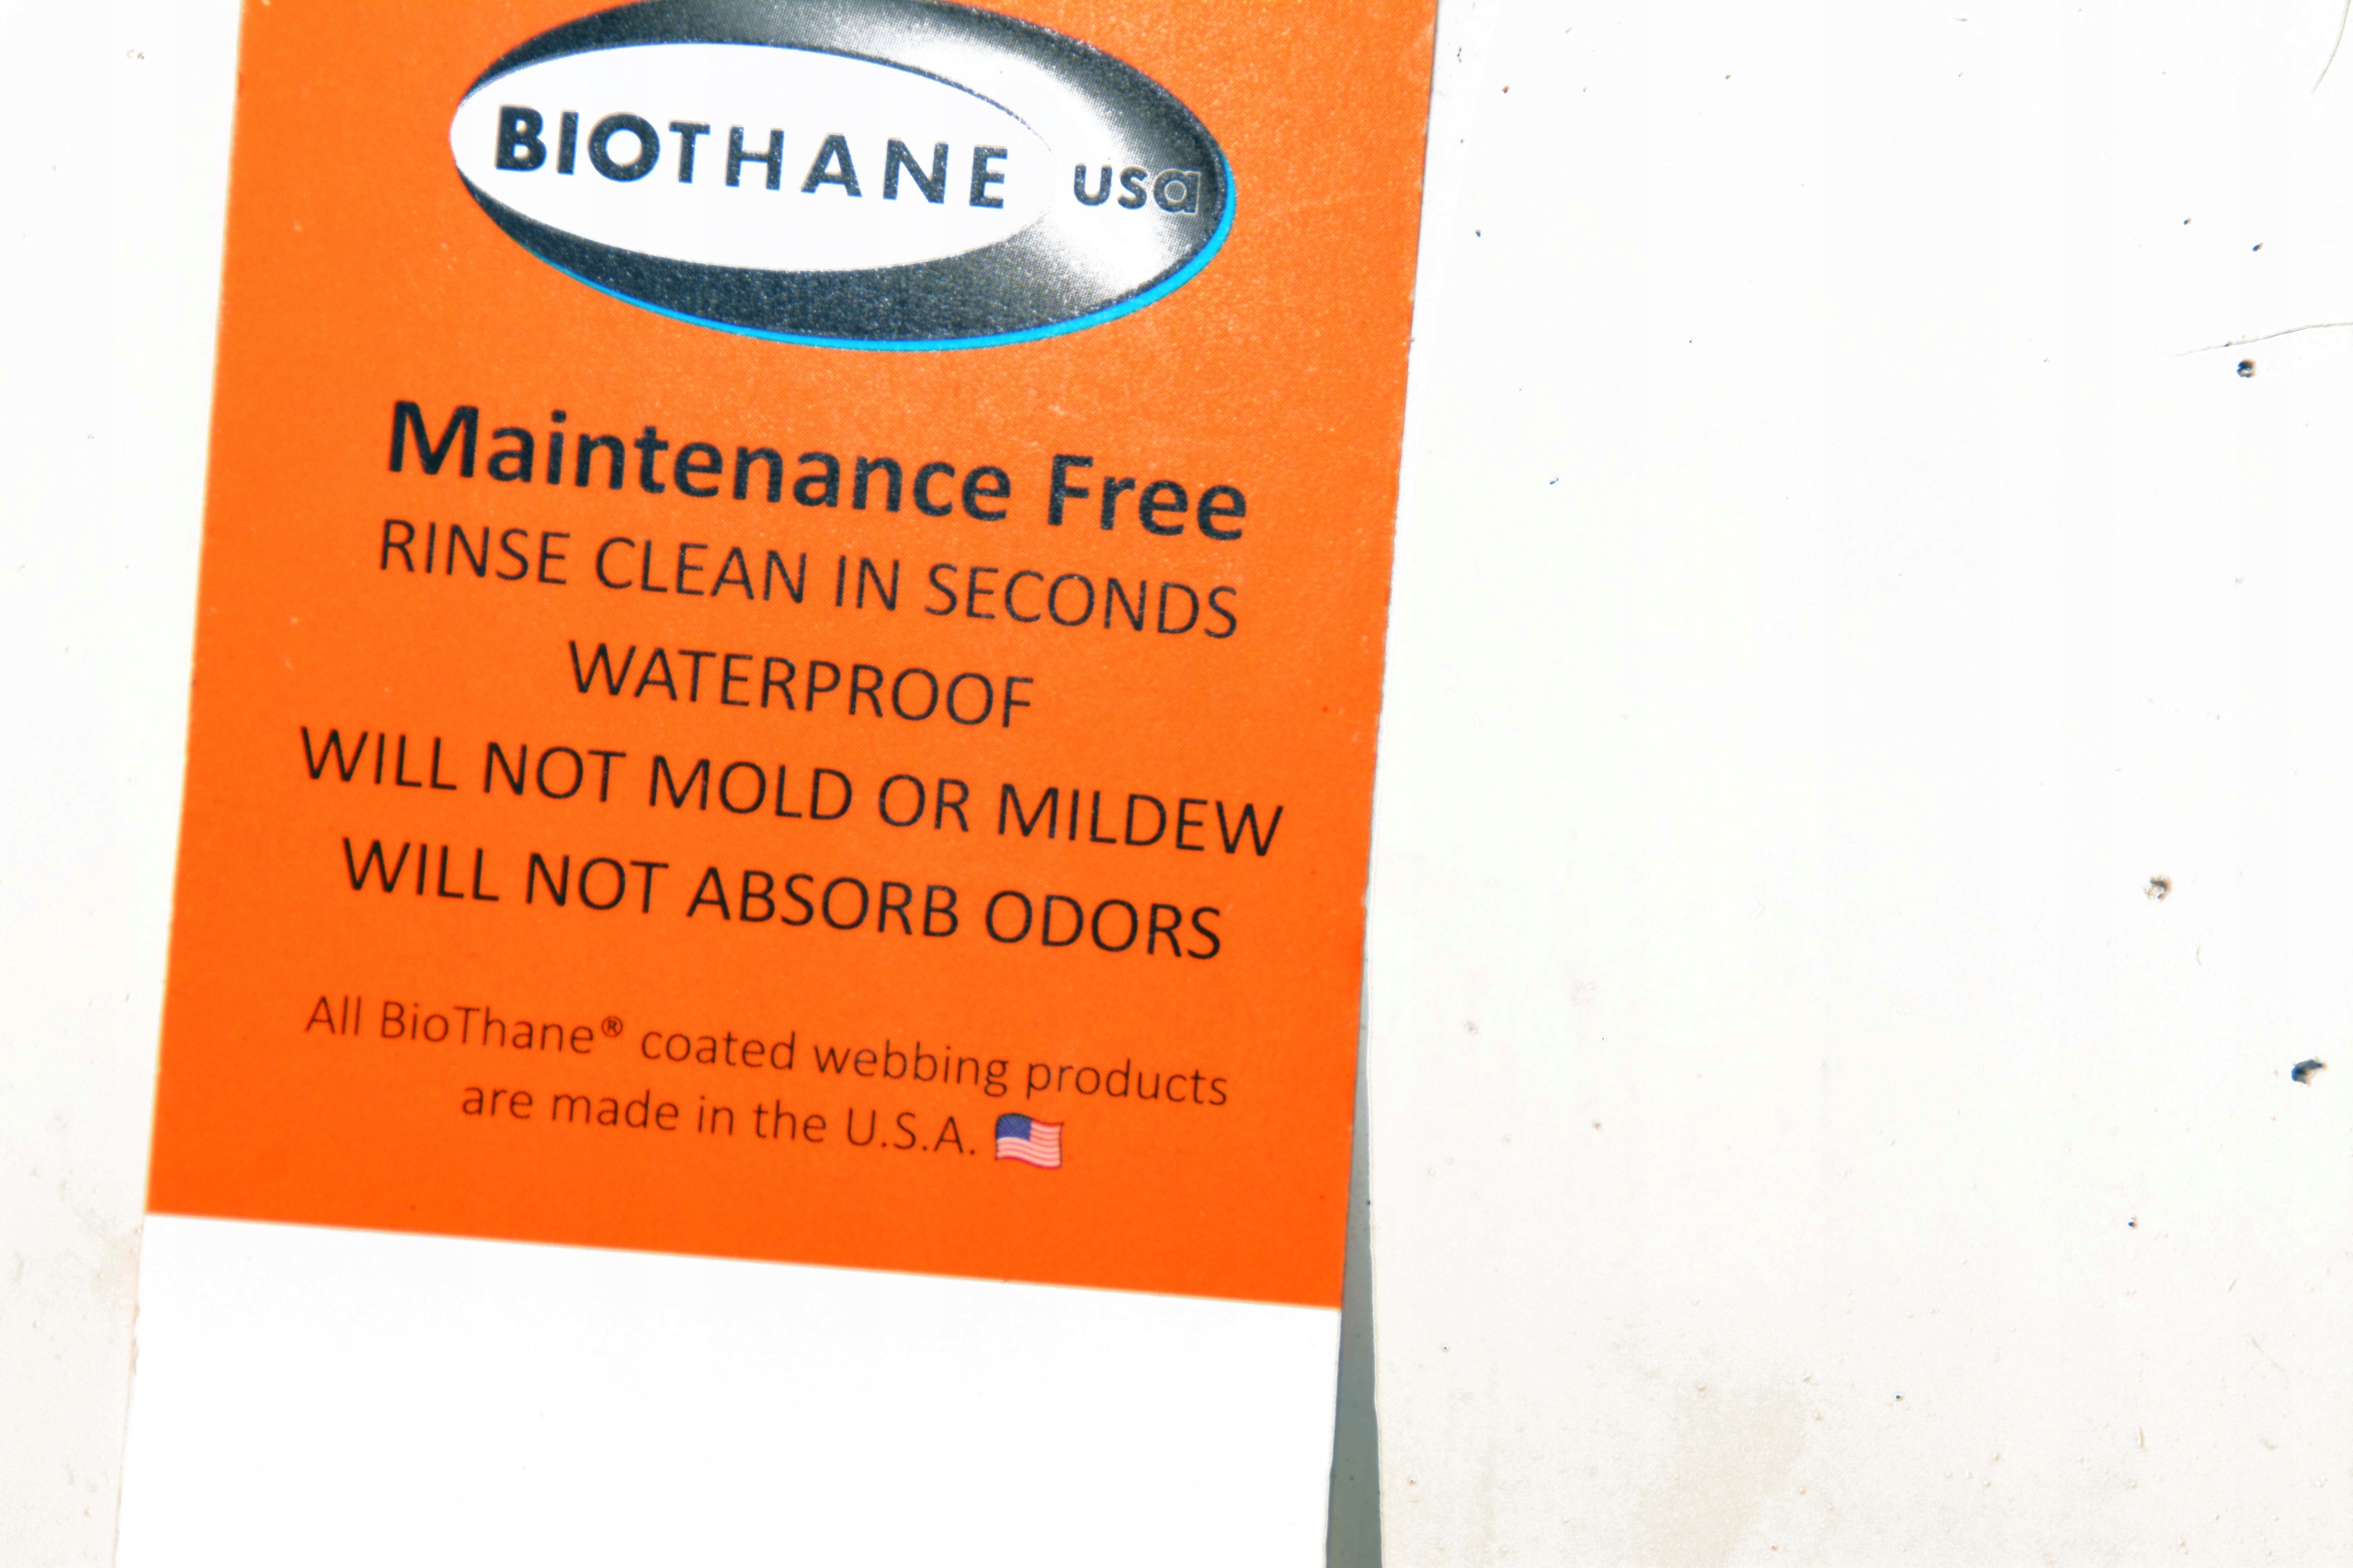 BIOTHANE usa
Maintenance Free
RINSE CLEAN IN SECONDS
WATERPROOF
WILL NOT MOLD OR MILDEW
WILL NOT ABSORB ODORS
All BioThane® coated webbing products
are made in the U.S.A.